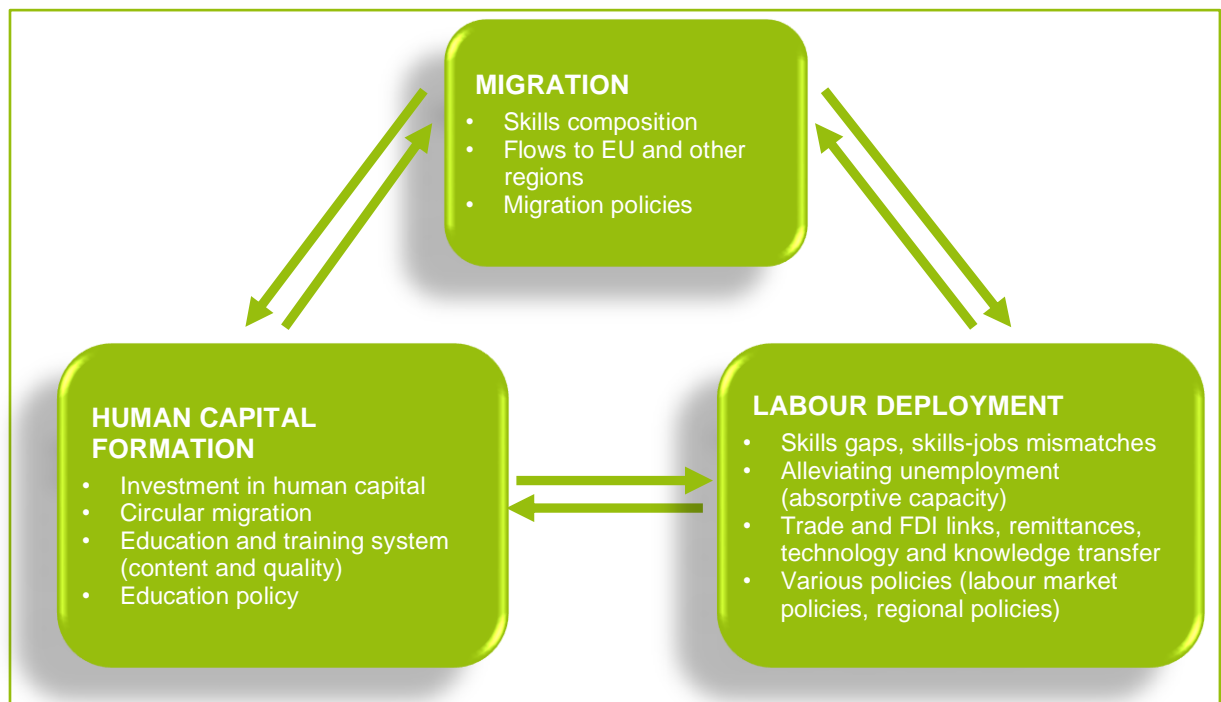 MIGRATION
• Skills composition
• Flows to EU and other
regions
• Migration policies
HUMAN CAPITAL
FORMATION
• Investment in human capital
• Circular migration
• Education and training system
(content and quality)
• Education policy
LABOUR DEPLOYMENT
• Skills gaps, skills-jobs mismatches
• Alleviating unemployment
(absorptive capacity)
• Trade and FDI links, remittances,
technology and knowledge transfer
• Various policies (labour market
policies, regional policies)